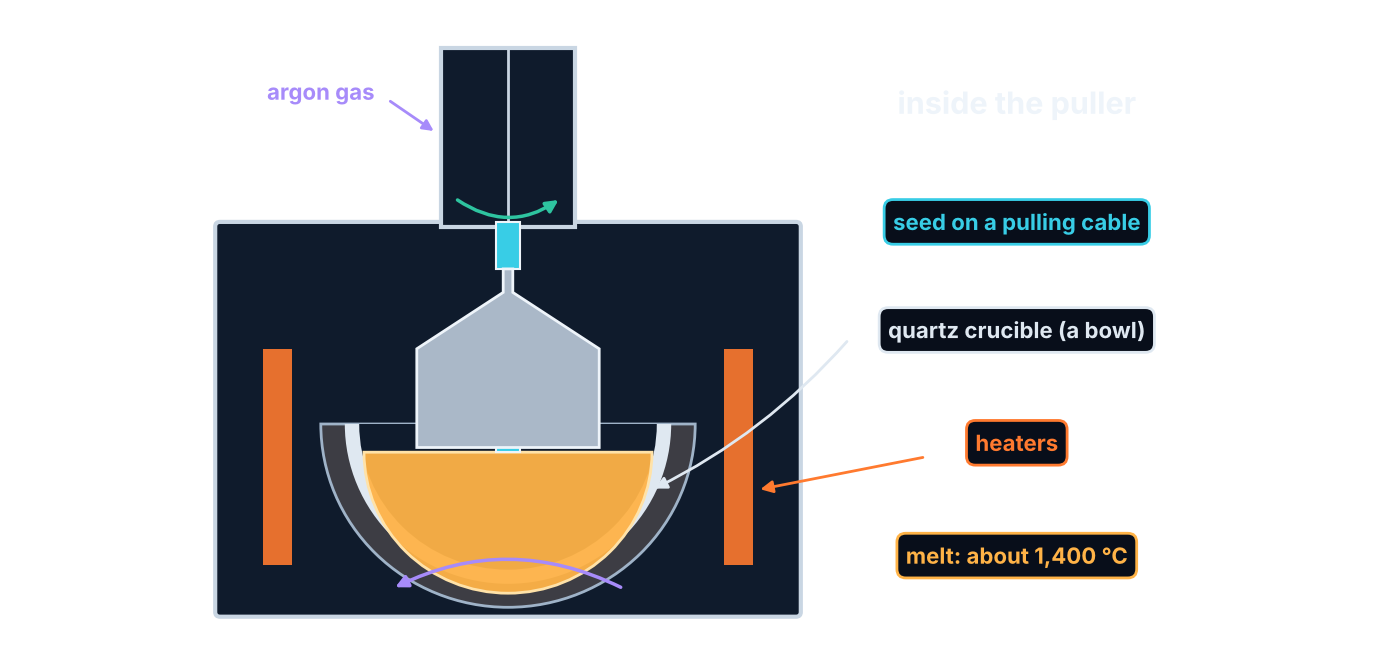 argon gas
inside the puller
seed on a pulling cable
quartz crucible (a bowl)
heaters
melt: about 1,400 °C